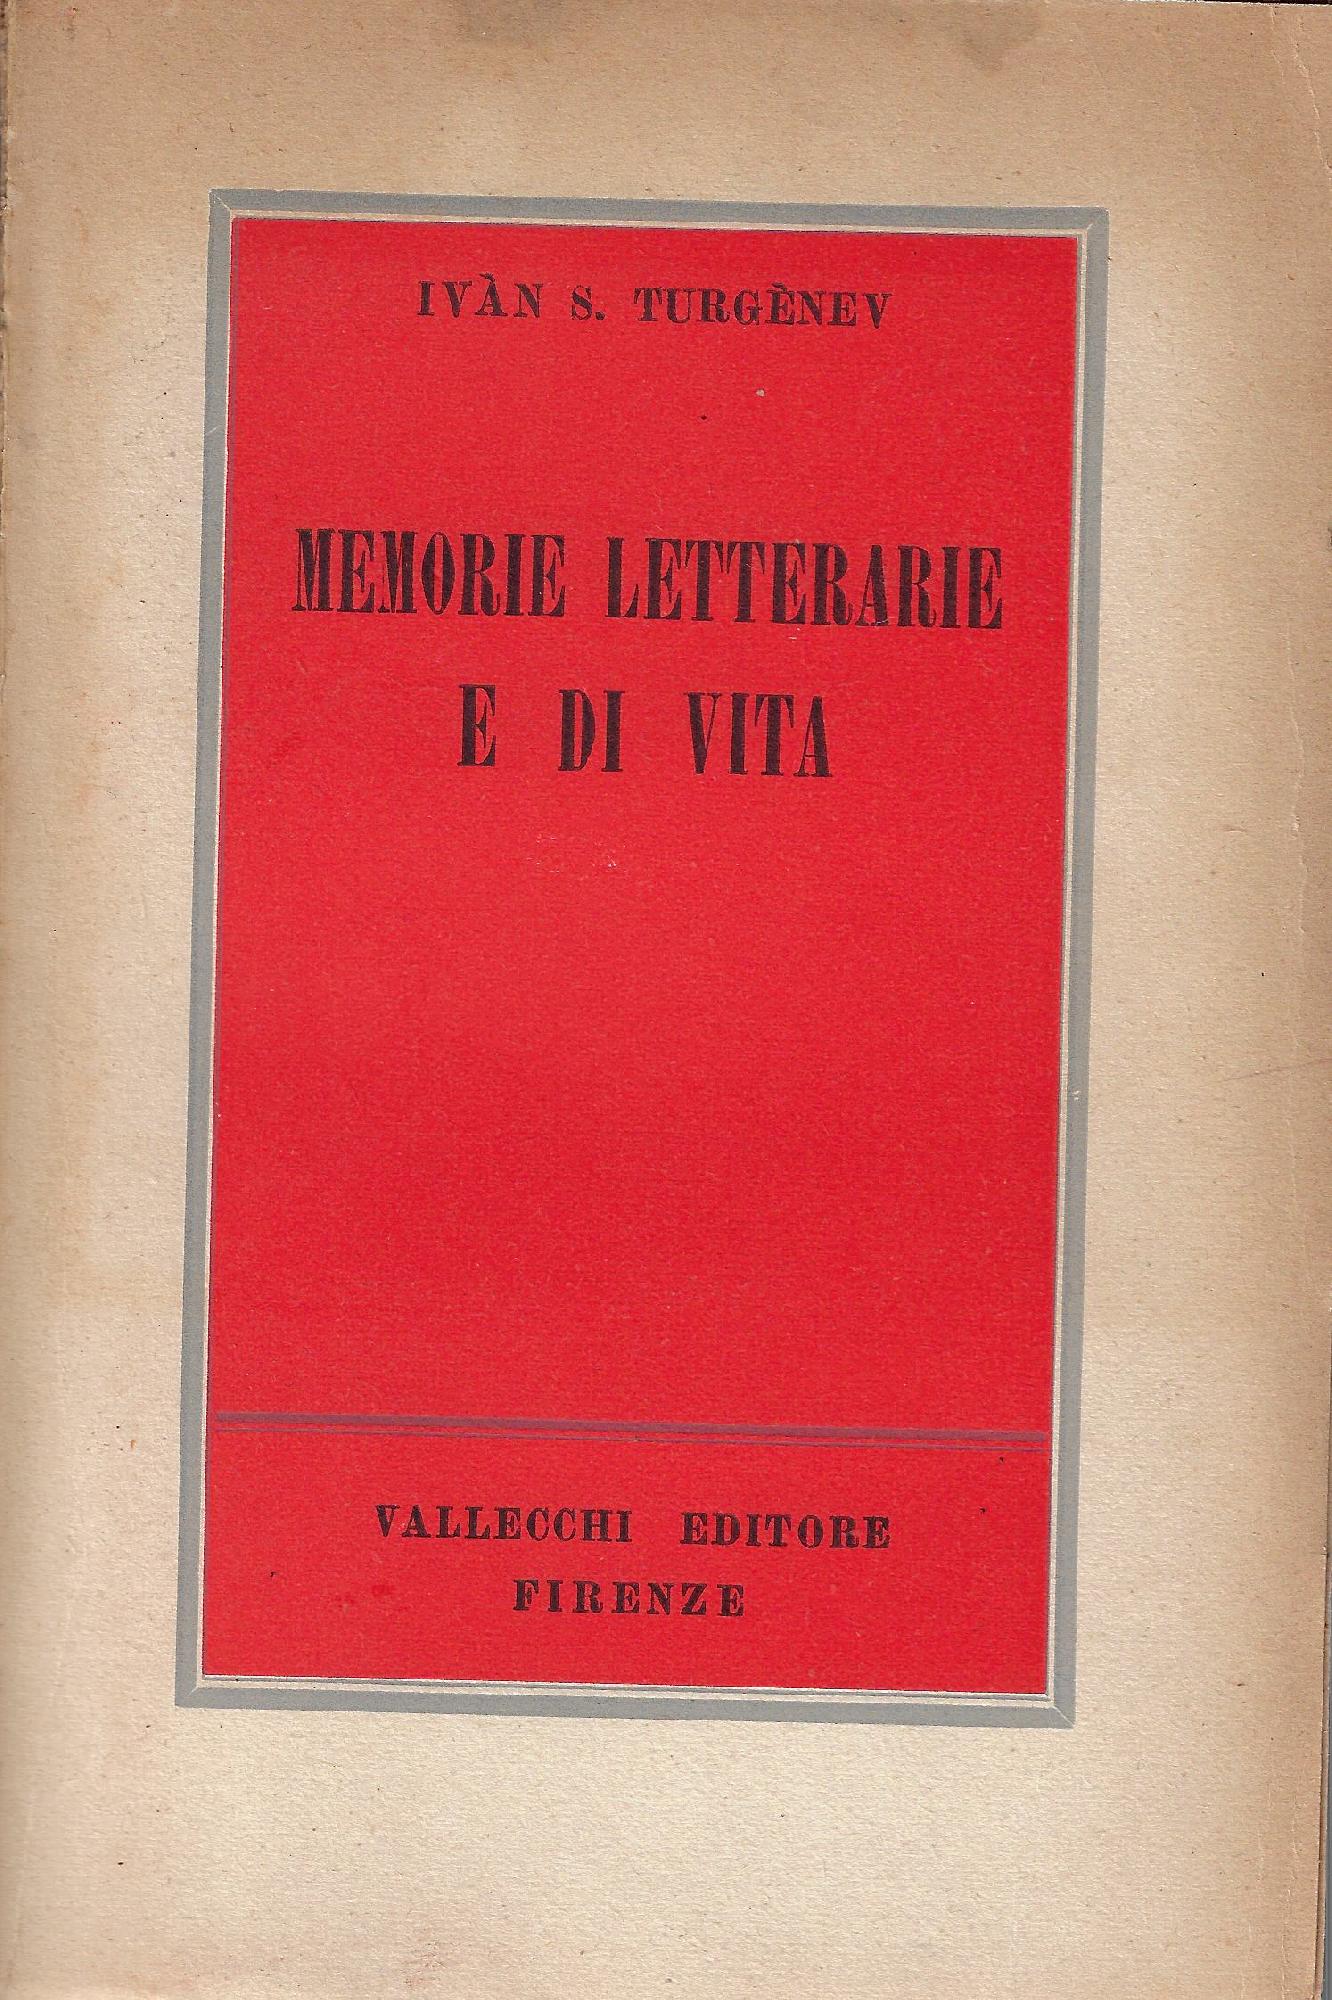 IVÀN S. TURGÈNEV
MEMORIE LETTERARIE
E DI VITA
VALLECCHI EDITORE
FIRENZE